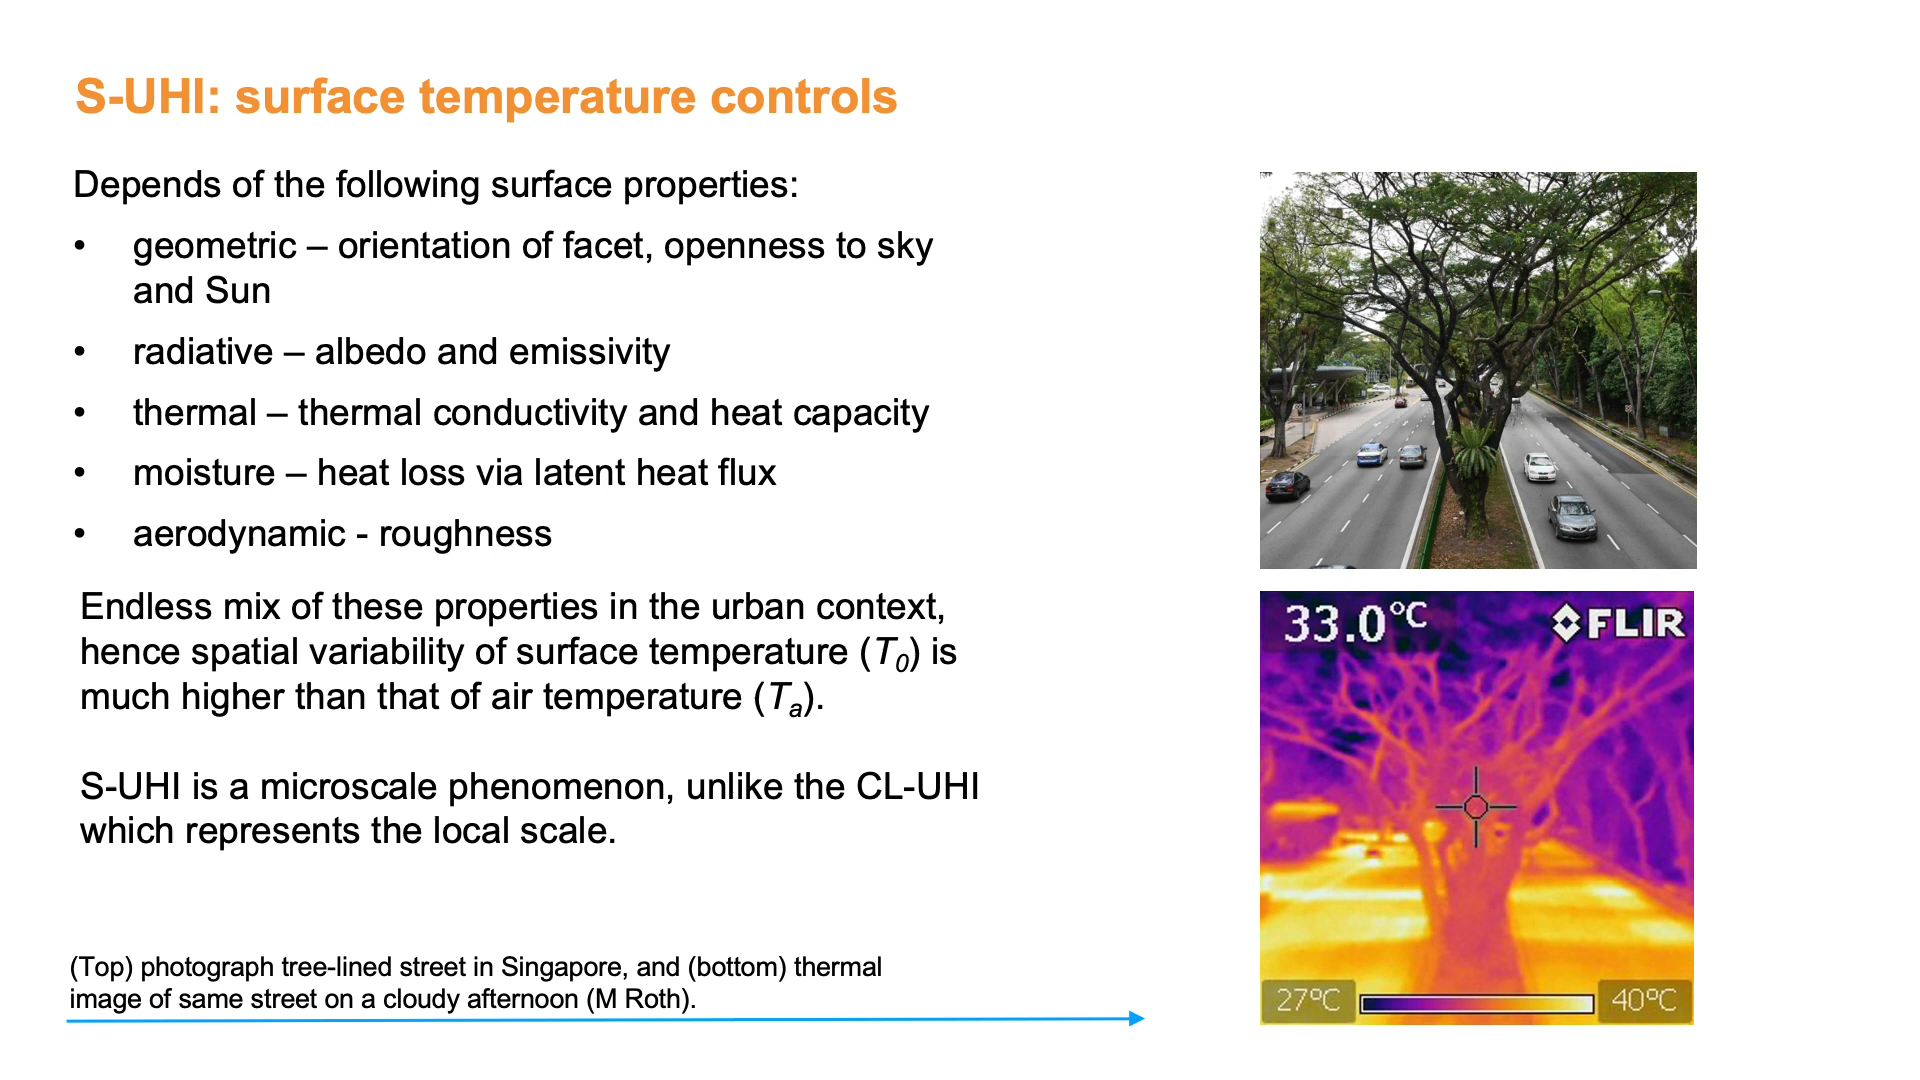 S-UHI: surface temperature controls
Depends of the following surface properties:
• geometric – orientation of facet, openness to sky
and Sun
• radiative – albedo and emissivity
• thermal – thermal conductivity and heat capacity
• moisture – heat loss via latent heat flux
• aerodynamic - roughness
Endless mix of these properties in the urban context,
hence spatial variability of surface temperature (T0) is
much higher than that of air temperature (Ta).
S-UHI is a microscale phenomenon, unlike the CL-UHI
which represents the local scale.
(Top) photograph tree-lined street in Singapore, and (bottom) thermal
image of same street on a cloudy afternoon (M Roth).
33.0°C
FLIR
27°C
40°C